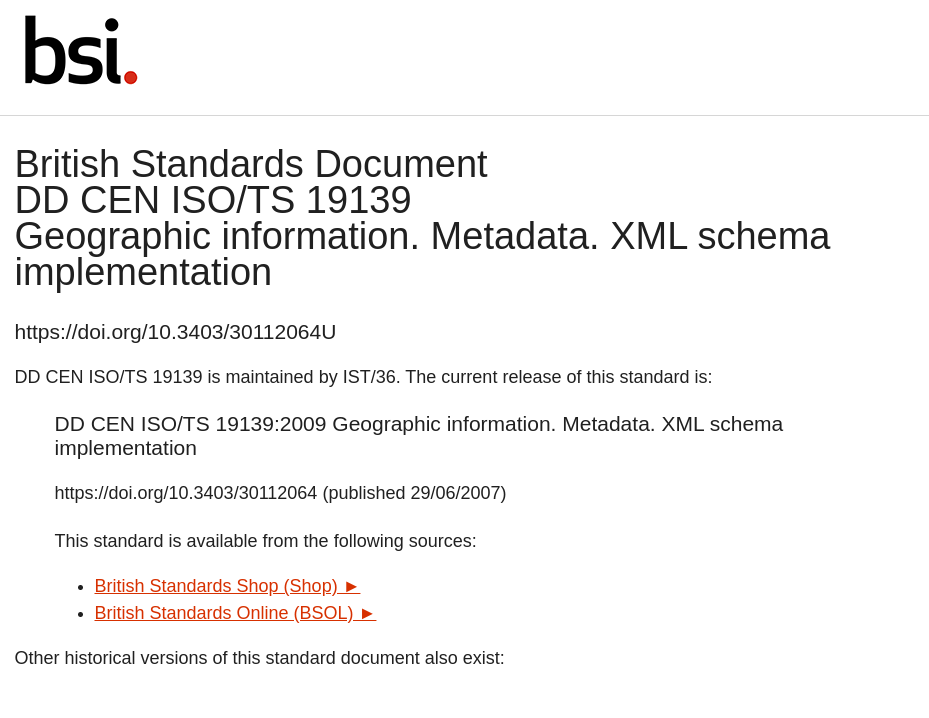 bsi.
British Standards Document
DD CEN ISO/TS 19139
Geographic information. Metadata. XML schema
implementation
https://doi.org/10.3403/30112064U
DD CEN ISO/TS 19139 is maintained by IST/36. The current release of this standard is:
DD CEN ISO/TS 19139:2009 Geographic information. Metadata. XML schema
implementation
https://doi.org/10.3403/30112064 (published 29/06/2007)
This standard is available from the following sources:
• British Standards Shop (Shop) ►
• British Standards Online (BSOL) ►
Other historical versions of this standard document also exist: